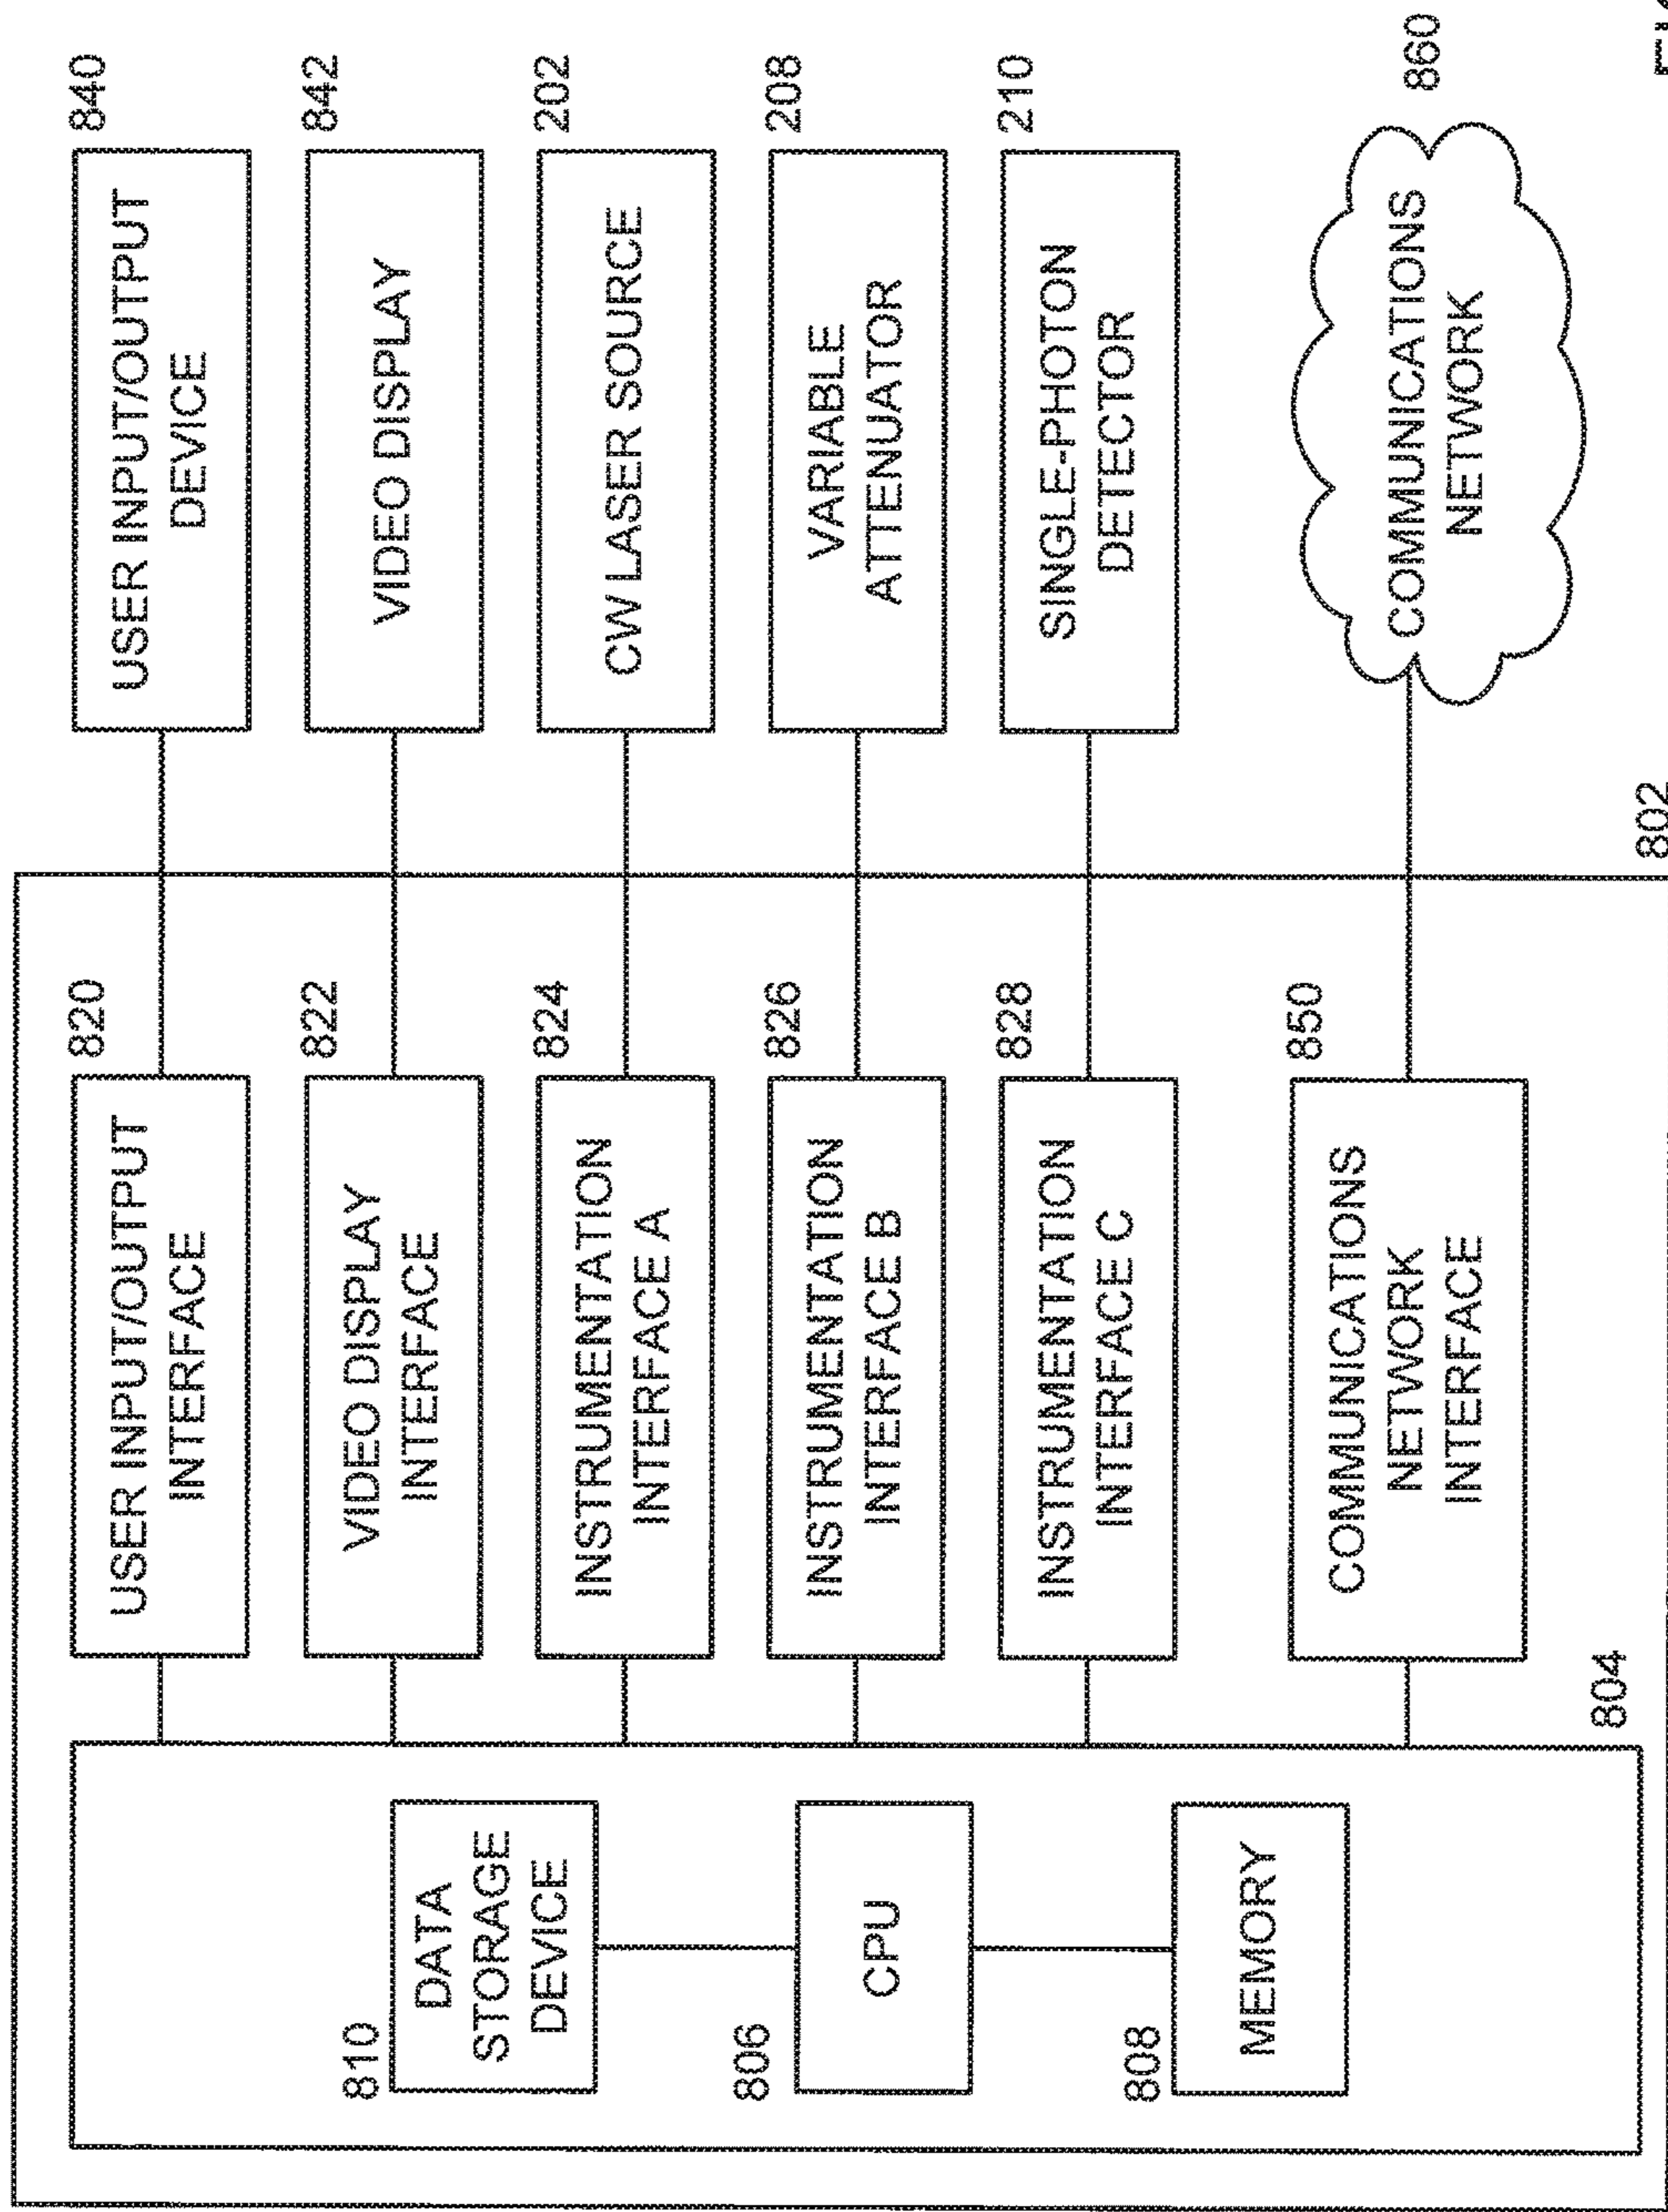 810
DATA
STORAGE
DEVICE
806
CPU
808
MEMORY
804
820
USER INPUT/OUTPUT
INTERFACE
822
VIDEO DISPLAY
INTERFACE
824
INSTRUMENTATION
INTERFACE A
826
INSTRUMENTATION
INTERFACE B
828
INSTRUMENTATION
INTERFACE C
850
COMMUNICATIONS
NETWORK
INTERFACE
802
840
USER INPUT/OUTPUT
DEVICE
842
VIDEO DISPLAY
202
CW LASER SOURCE
208
VARIABLE
ATTENUATOR
210
SINGLE-PHOTON
DETECTOR
860
COMMUNICATIONS
NETWORK